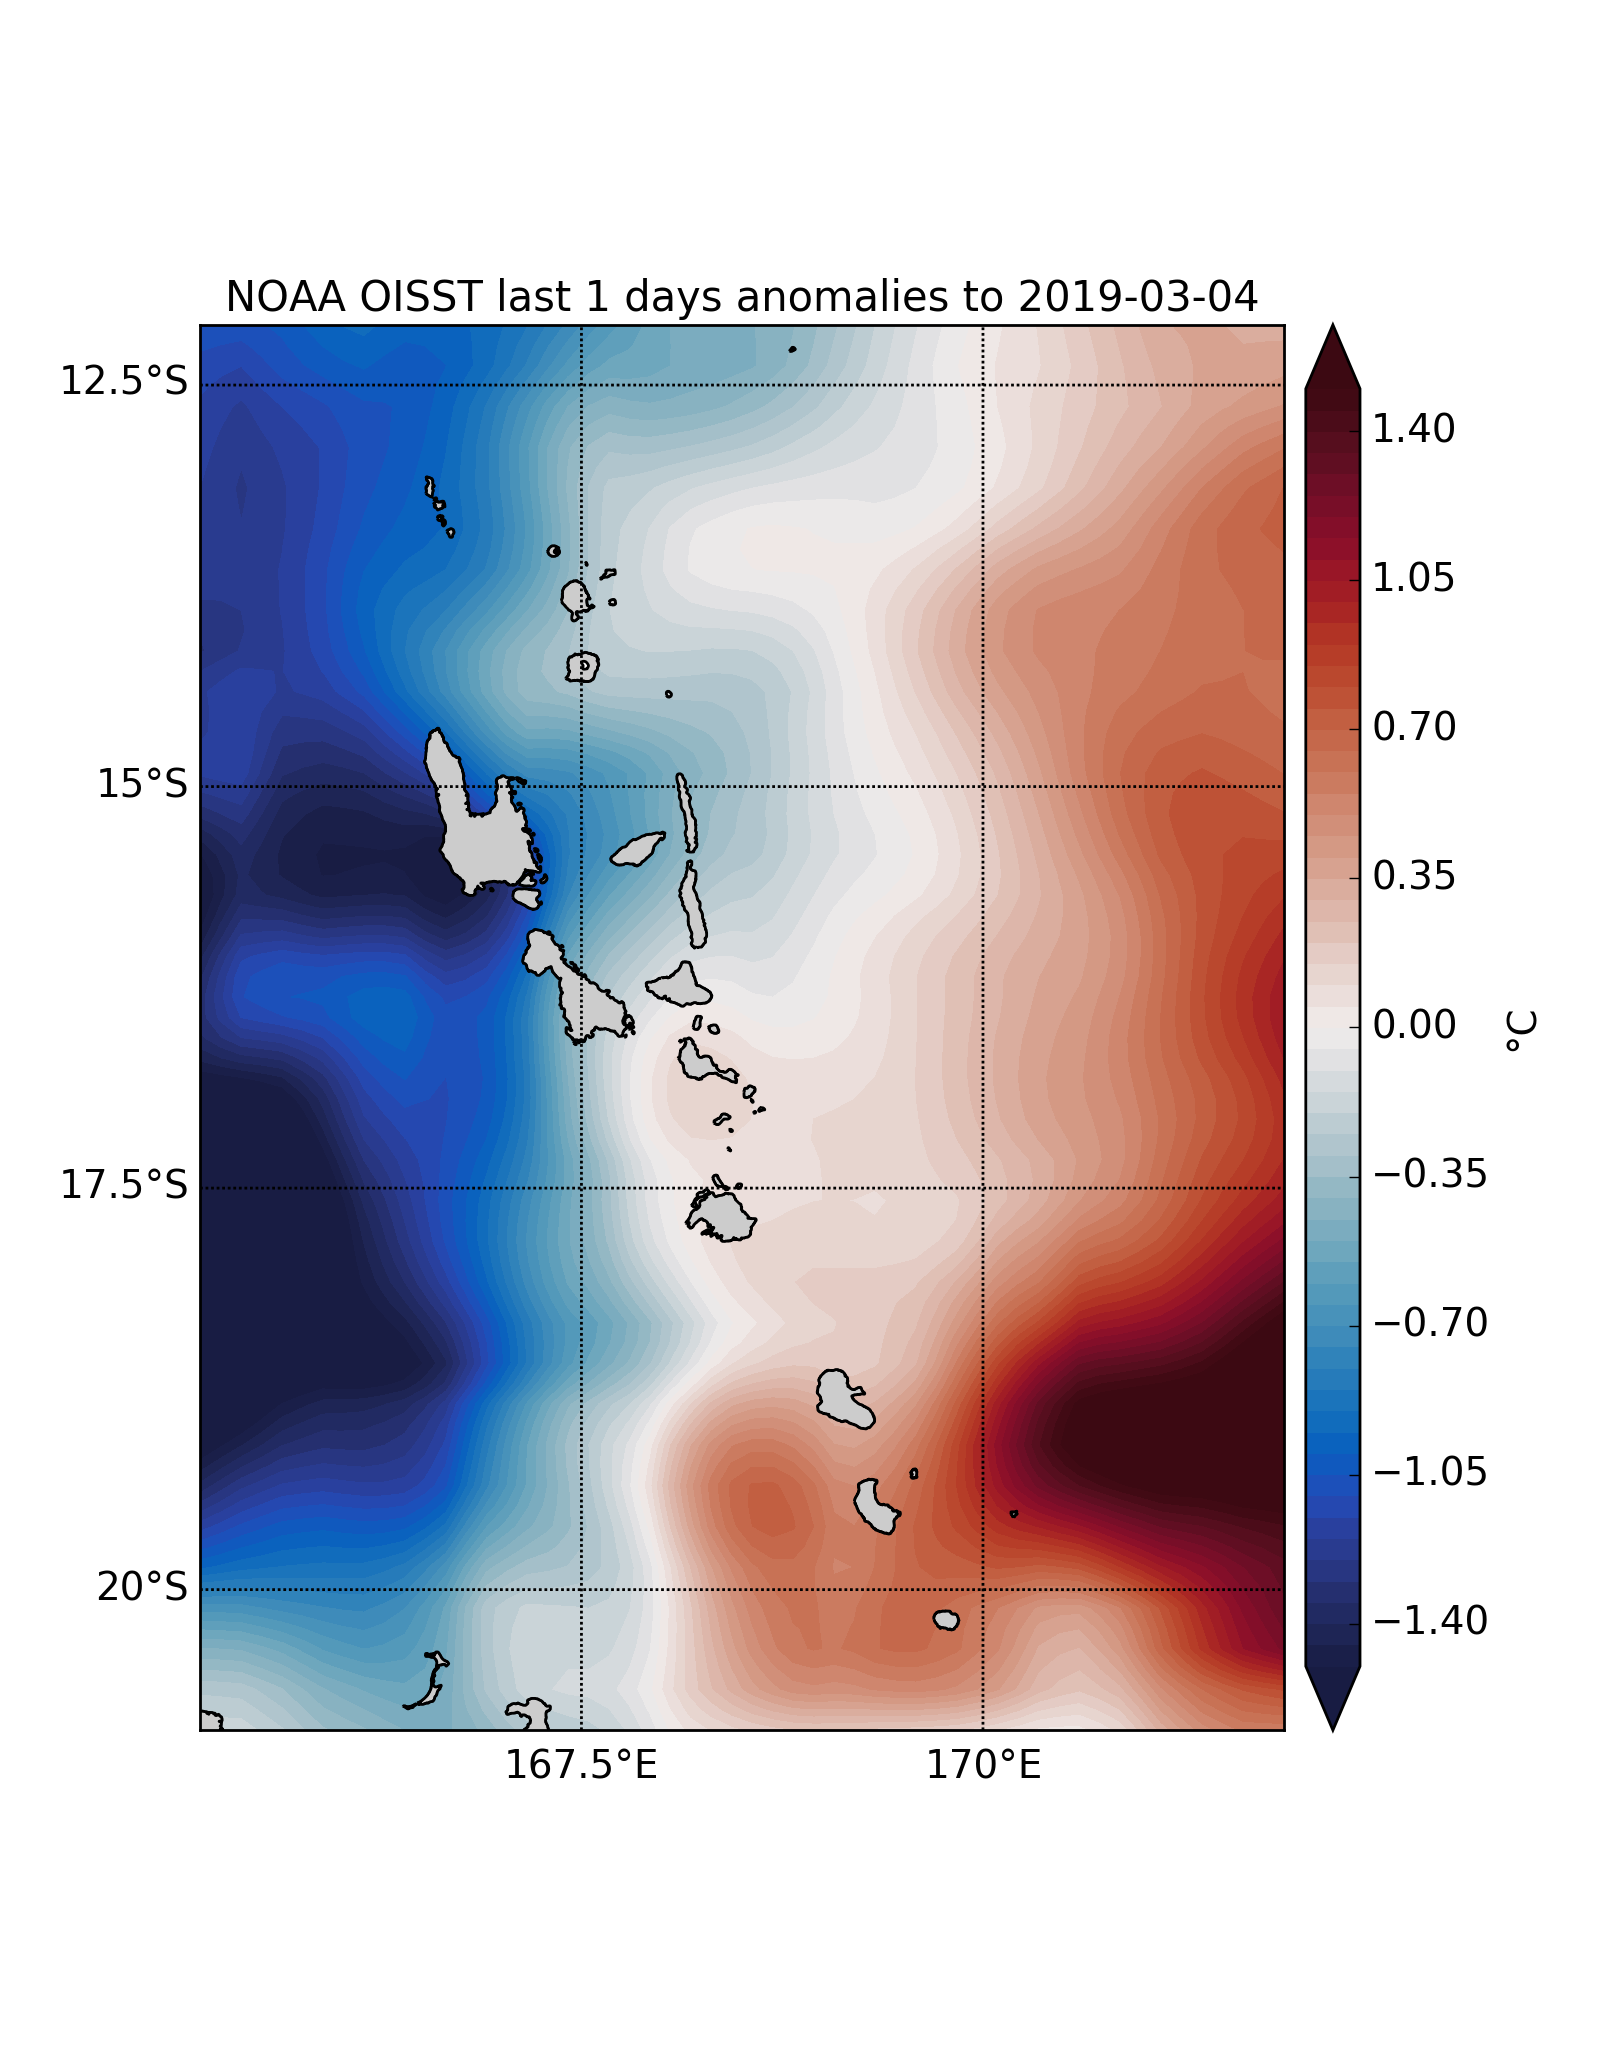 NOAA OISST last 1 days anomalies to 2019-03-04
12.5°S
15°S
17.5°S
20°S
167.5°E
170°E
1.40
1.05
0.70
0.35
0.00
−0.35
−0.70
−1.05
−1.40
°C